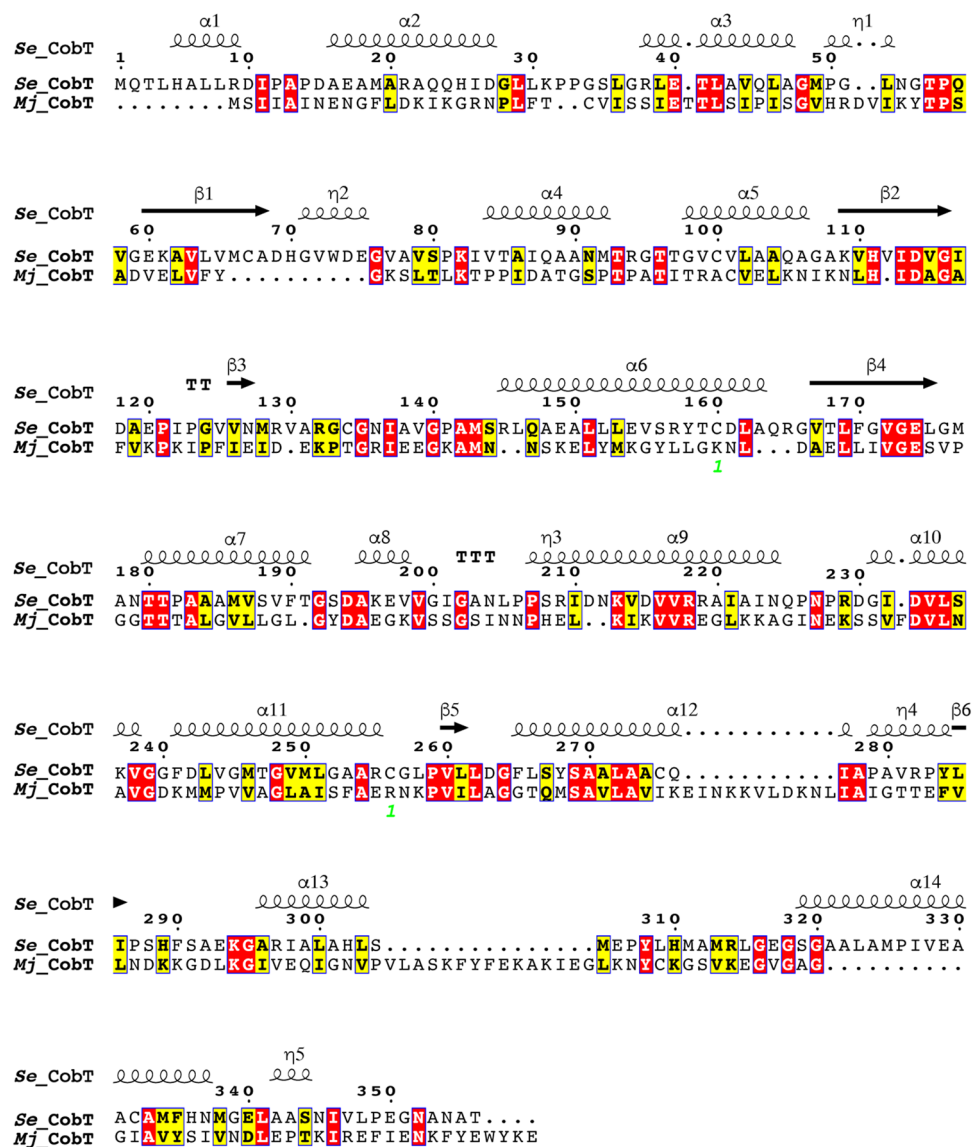 α1 α2 α3 η1
Se_CobT
1 10 20 30 40 50
Se_CobT MQTLHALLRDIPAPDAEAMARAQQHIDGLLKPPGSLGRLE.TLAVQLAGMPG..LNGTPQ
Mj_CobT ........MSIIAINENGFLDKIKGRNPLFT.CVISSIETTLSIPISGVHRDVIKYTPS
β1 η2 α4 α5 β2
Se_CobT
60 70 80 90 100 110
Se_CobT VGEKAVLVMCADHGVWDEGVAVSPKIVTAIQAANMTRGTTGVCVLAAQAGAKVHVIDVGI
Mj_CobT ADVELVFY..........GKSLTLKTPPIDATGSPTPATITRACVELKNIKNLH.IDAGA
TT β3 α6 β4
Se_CobT
120 130 140 150 160 170
Se_CobT DAEPIPGVVNMRVARGCGNIAVGPAMSRLQAEALLLEVSRYTCDLAQRGVTLFGVGELGM
Mj_CobT FVKPKIPFIEID.EKPTGRIEEGKAMN..NSKELYMKGYLLGKNL...DAELLIVGESVP
1
α7 α8 TTT η3 α9 α10
Se_CobT
180 190 200 210 220 230
Se_CobT ANTTPAAAMVSVFTGSDAKEVVGIGANLPPSRIDNKVDVVRRAIAINQPNPRDGI.DVLS
Mj_CobT GGTTTALGVLLGLG.YDAEGKVSSGSINNPHEL..KIKVVREGLKKAGINEKSSVFDVLN
α11 β5 α12 η4 β6
Se_CobT
240 250 260 270 280
Se_CobT KVGGFDLVGMTGVMLGAARCGLPVLLDGFLSYSAALAACQ...........IAPAVRPYL
Mj_CobT AVGDKMMPVVAGLAISFAERNKPVILAGGTQMSAVLAVIKEINKKVLDKNLIAIGTTEFV
1
α13 α14
Se_CobT
290 300 310 320 330
Se_CobT IPSHFSAEKGARIALAHLS................MEPYLHMAMRLGEGSGAALAMPIVEA
Mj_CobT LNDKKGDLKGIVEQIGNVPVLASKFYFEKAKIEGLKNYCKGSVKEGVGAG..........
η5
Se_CobT
340 350
Se_CobT ACAMFHNMGELAASNIVLPEGNANAT....
Mj_CobT GIAVYSIVNDLEPTKIREFIENKFYEWYKE